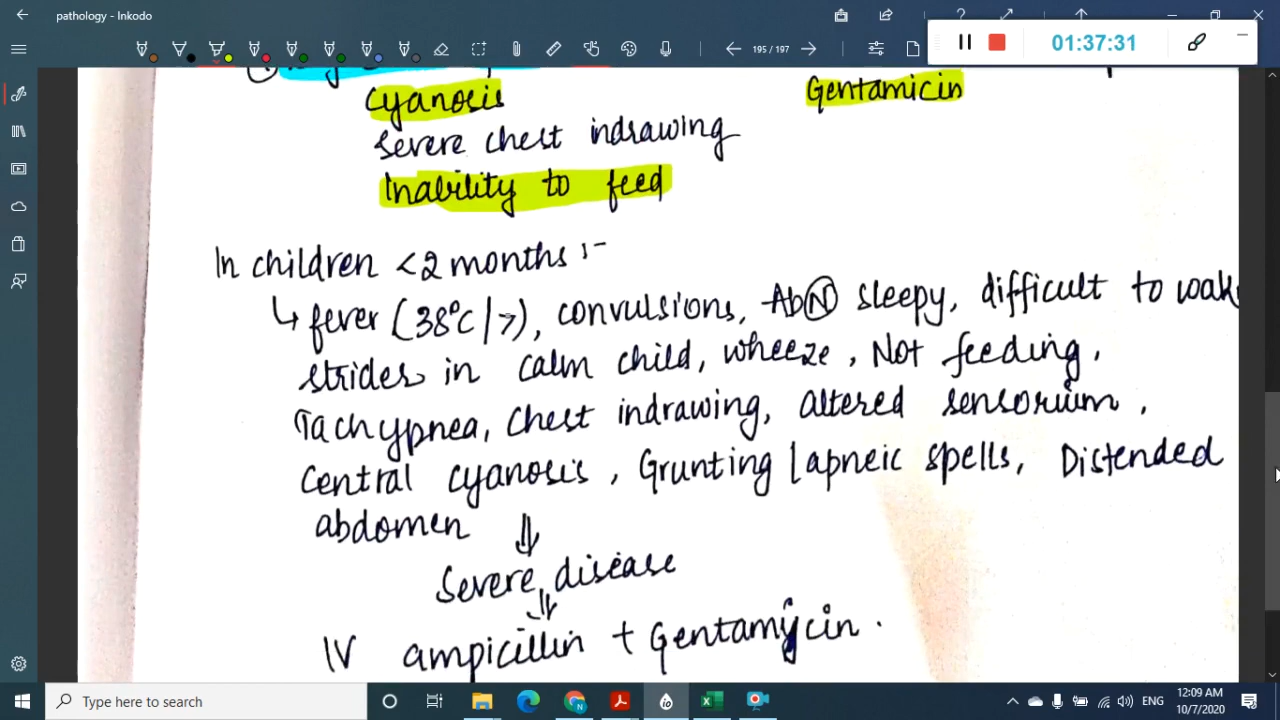 pathology - Inkodo
195 / 197
01:37:31
Cyanosis
Gentamicin
Severe chest indrawing
Inability to feed
In children <2 months :-
↳ fever (38°C / >), convulsions, AbⓃ sleepy, difficult to wak
strides in calm child, wheeze, Not feeding,
Tachypnea, Chest indrawing, altered sensorium,
Central cyanosis, Grunting / apneic spells, Distended
abdomen ⇓
Severe disease
⇓
IV ampicillin + Gentamycin.
Type here to search
ENG
12:09 AM
10/7/2020